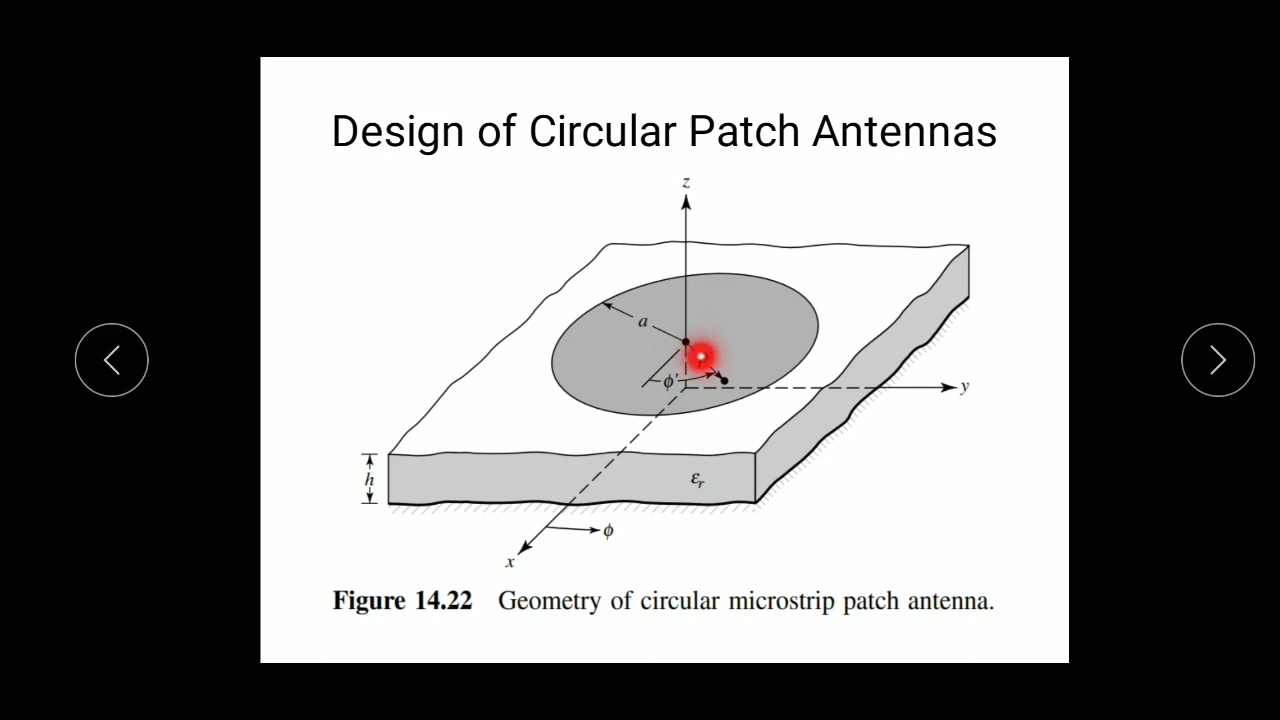 Design of Circular Patch Antennas
z
a
ϕ′
y
h
εr
ϕ
x
Figure 14.22 Geometry of circular microstrip patch antenna.